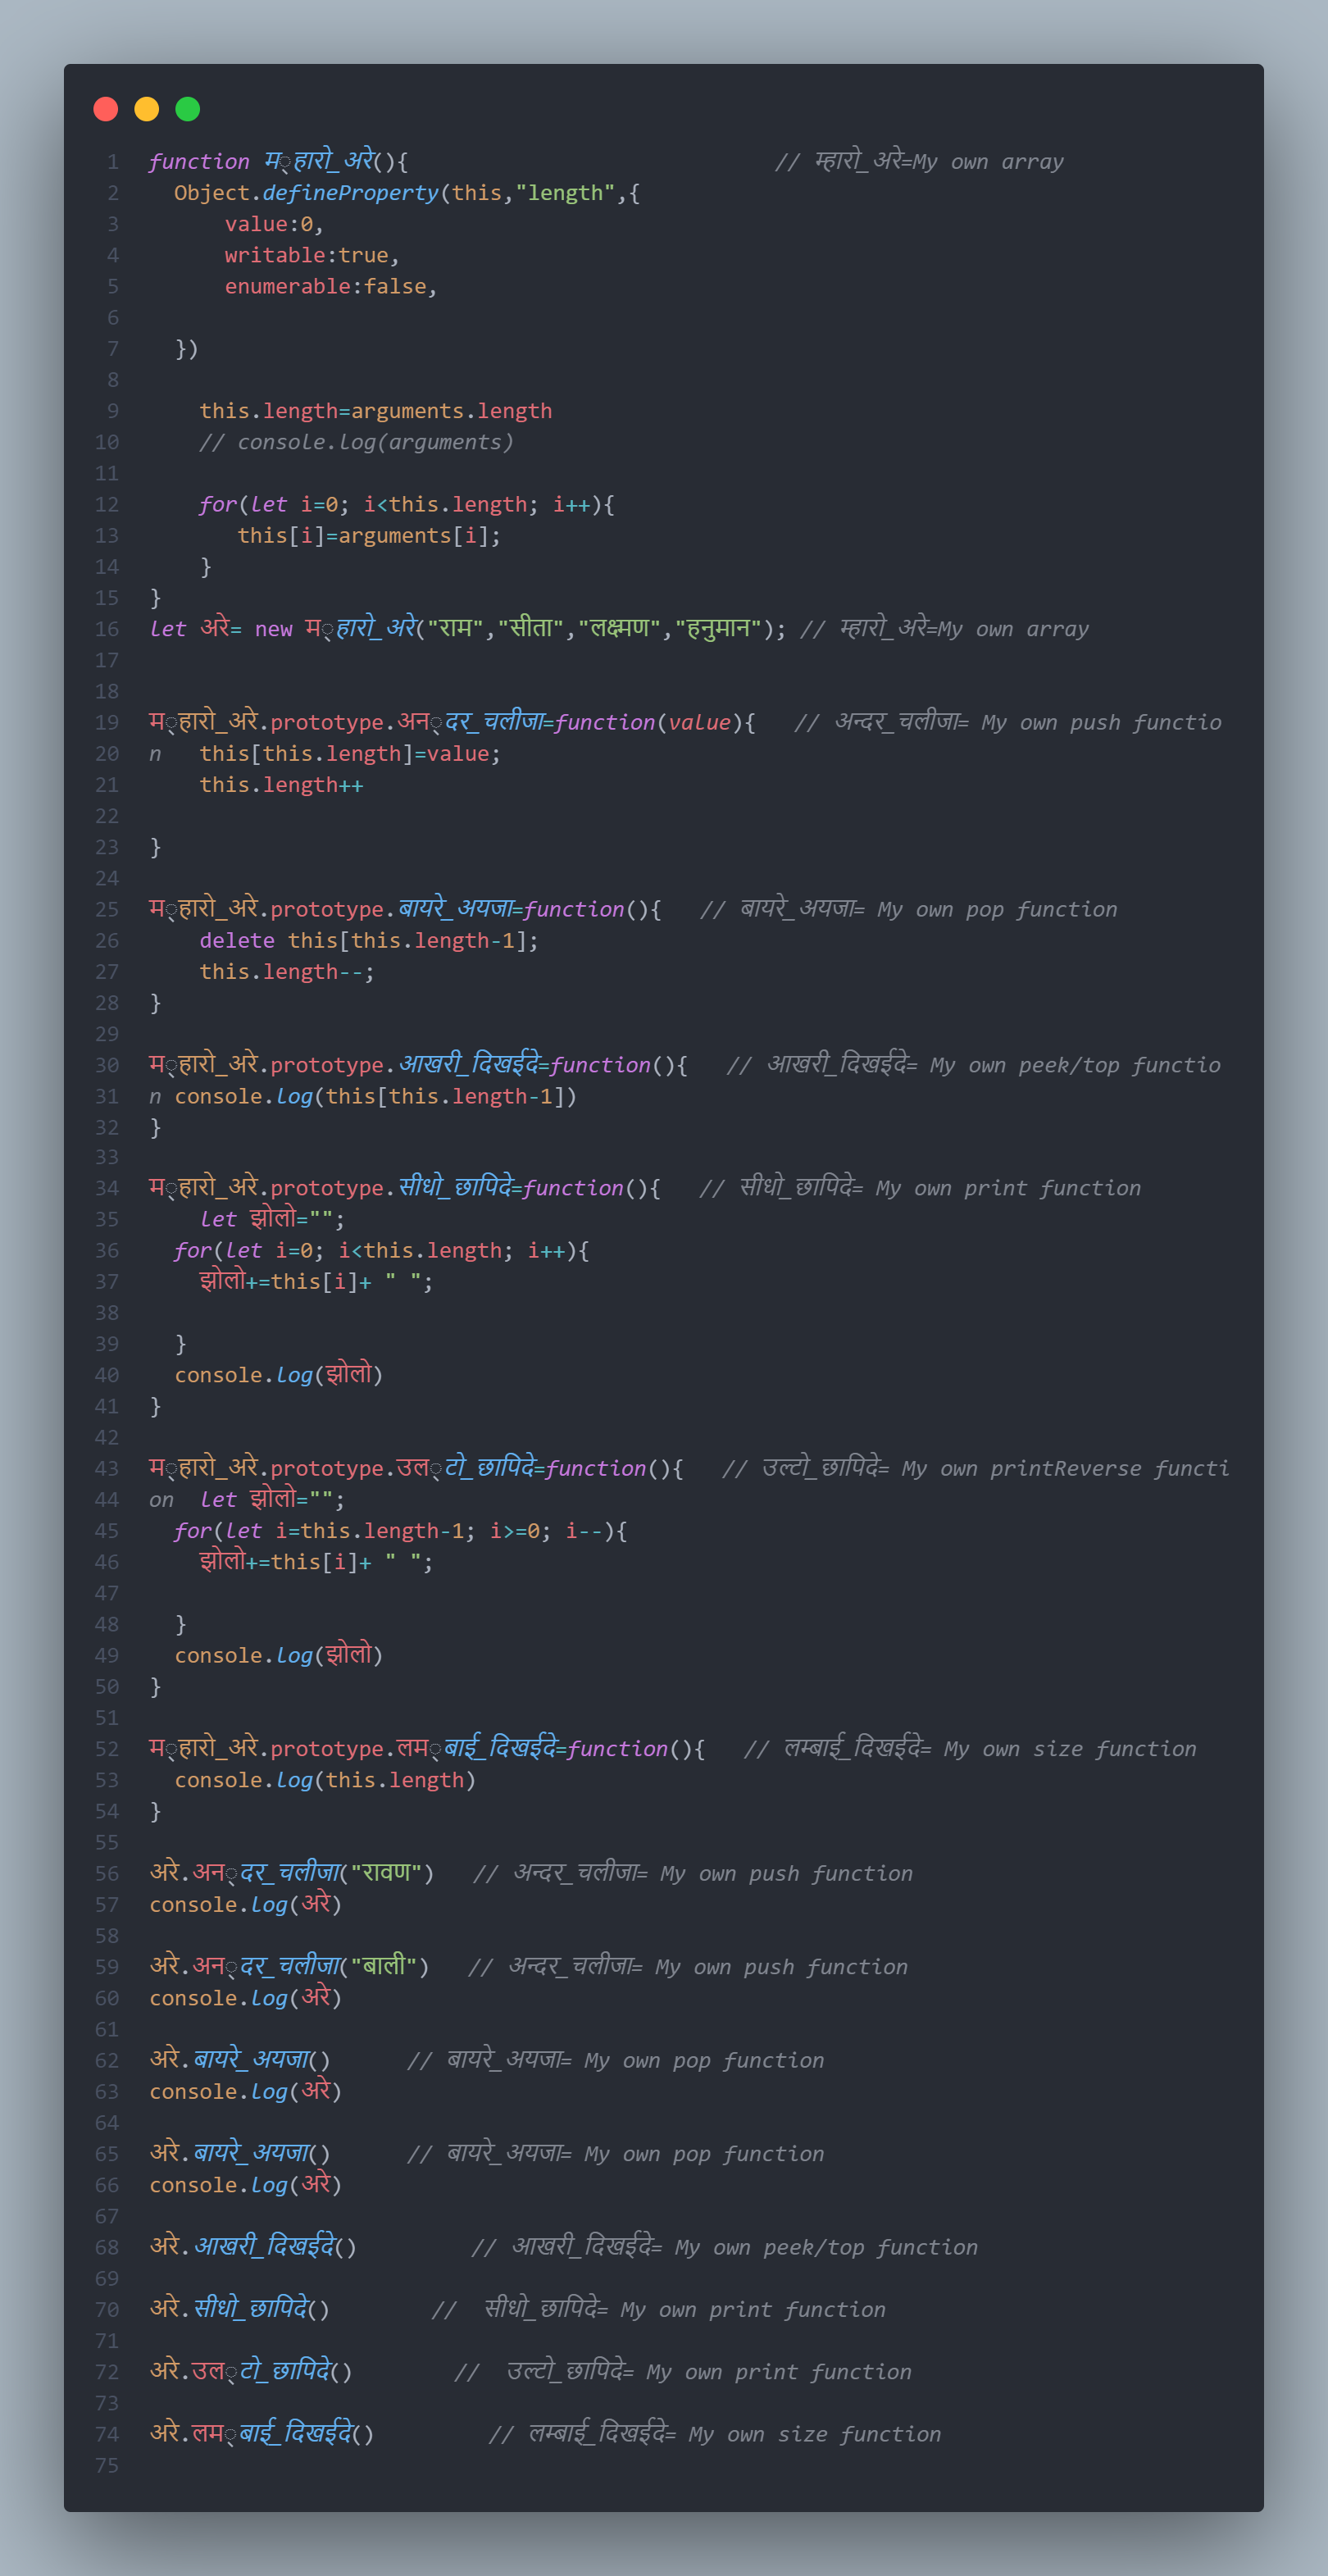 1 function म्हारो_अरे(){ // म्हारो_अरे=My own array
2 Object.defineProperty(this,"length",{
3 value:0,
4 writable:true,
5 enumerable:false,
6
7 })
8
9 this.length=arguments.length
10 // console.log(arguments)
11
12 for(let i=0; i<this.length; i++){
13 this[i]=arguments[i];
14 }
15 }
16 let अरे= new म्हारो_अरे("राम","सीता","लक्ष्मण","हनुमान"); // म्हारो_अरे=My own array
17
18
19 म्हारो_अरे.prototype.अन्दर_चलीजा=function(value){ // अन्दर_चलीजा= My own push functio
20 n this[this.length]=value;
21 this.length++
22
23 }
24
25 म्हारो_अरे.prototype.बायरे_अयजा=function(){ // बायरे_अयजा= My own pop function
26 delete this[this.length-1];
27 this.length--;
28 }
29
30 म्हारो_अरे.prototype.आखरी_दिखईदे=function(){ // आखरी_दिखईदे= My own peek/top functio
31 n console.log(this[this.length-1])
32 }
33
34 म्हारो_अरे.prototype.सीधो_छापिदे=function(){ // सीधो_छापिदे= My own print function
35 let झोलो="";
36 for(let i=0; i<this.length; i++){
37 झोलो+=this[i]+ " ";
38
39 }
40 console.log(झोलो)
41 }
42
43 म्हारो_अरे.prototype.उल्टो_छापिदे=function(){ // उल्टो_छापिदे= My own printReverse functi
44 on let झोलो="";
45 for(let i=this.length-1; i>=0; i--){
46 झोलो+=this[i]+ " ";
47
48 }
49 console.log(झोलो)
50 }
51
52 म्हारो_अरे.prototype.लम्बाई_दिखईदे=function(){ // लम्बाई_दिखईदे= My own size function
53 console.log(this.length)
54 }
55
56 अरे.अन्दर_चलीजा("रावण") // अन्दर_चलीजा= My own push function
57 console.log(अरे)
58
59 अरे.अन्दर_चलीजा("बाली") // अन्दर_चलीजा= My own push function
60 console.log(अरे)
61
62 अरे.बायरे_अयजा() // बायरे_अयजा= My own pop function
63 console.log(अरे)
64
65 अरे.बायरे_अयजा() // बायरे_अयजा= My own pop function
66 console.log(अरे)
67
68 अरे.आखरी_दिखईदे() // आखरी_दिखईदे= My own peek/top function
69
70 अरे.सीधो_छापिदे() // सीधो_छापिदे= My own print function
71
72 अरे.उल्टो_छापिदे() // उल्टो_छापिदे= My own print function
73
74 अरे.लम्बाई_दिखईदे() // लम्बाई_दिखईदे= My own size function
75